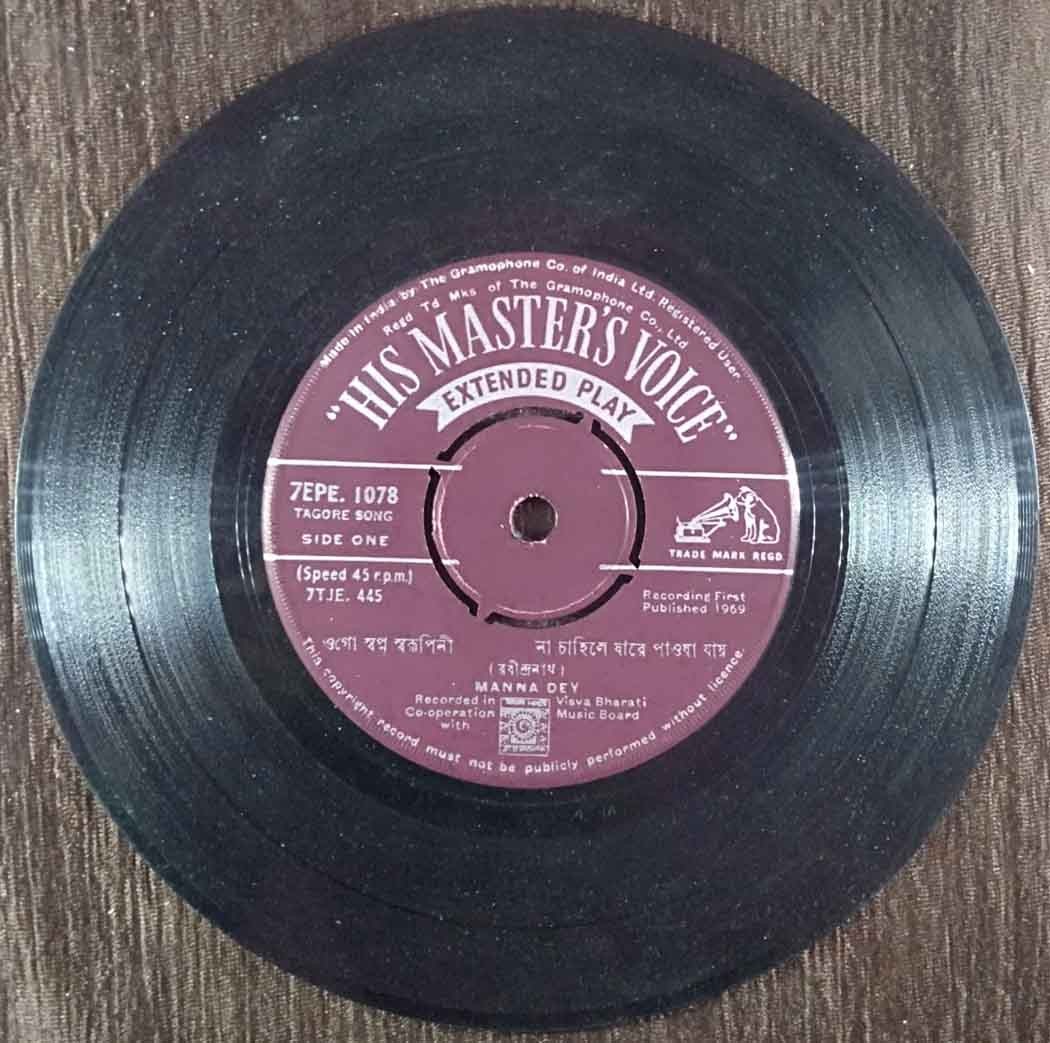 Made in India by The Gramophone Co. of India Ltd. Registered User.
Regd Td Mks of The Gramophone Co., Ltd
"HIS MASTER'S VOICE"
EXTENDED PLAY
7EPE. 1078
TAGORE SONG
SIDE ONE
TRADE MARK REGD
(Speed 45 r.p.m.)
7TJE. 445
Recording First
Published 1969
ওগো স্বপ্ন স্বরূপিনী না চাহিলে যারে পাওয়া যায়
(রবীন্দ্রনাথ)
MANNA DEY
Recorded in Visva Bharati
Co-operation Music Board
with
This copyright record must not be publicly performed without licence.